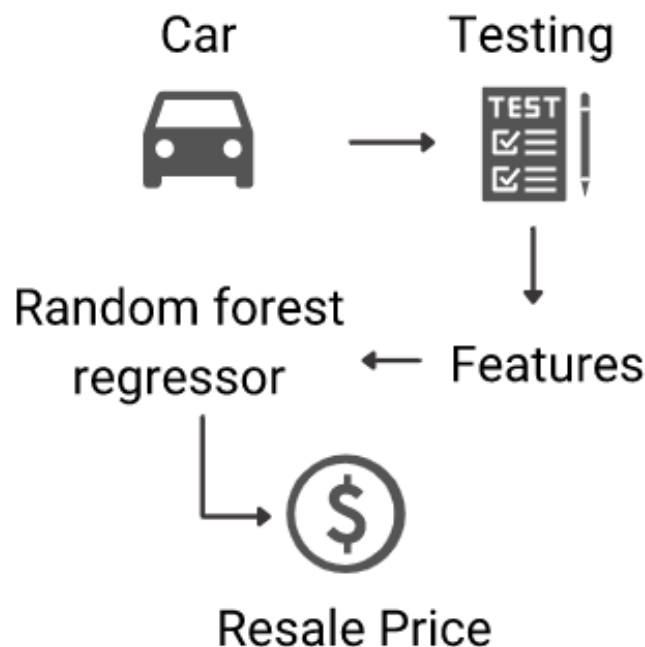 Car
Testing
TEST
Random forest
regressor
Features
$
Resale Price